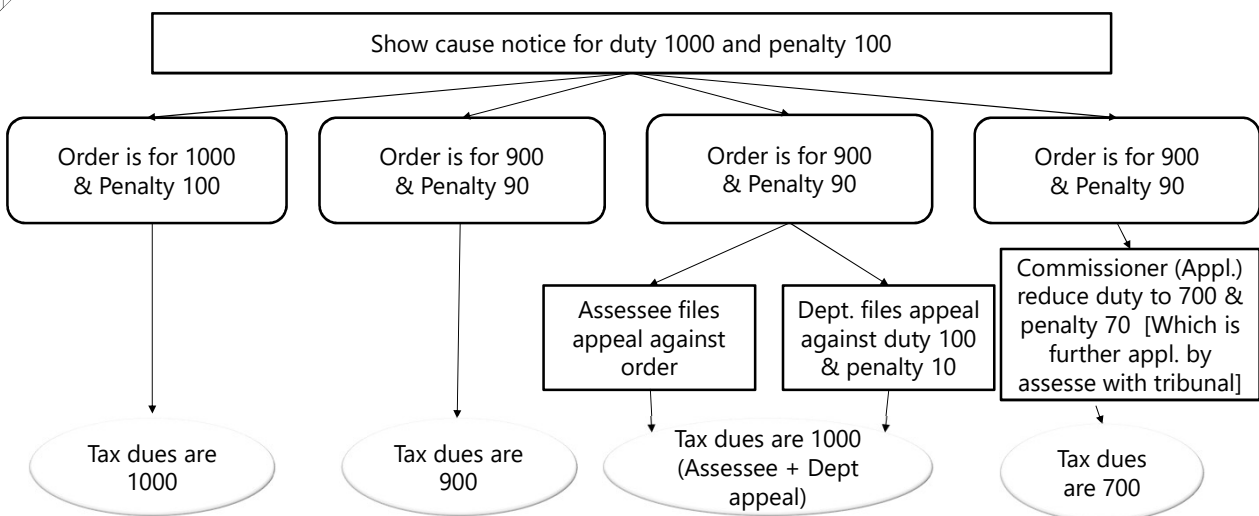 Show cause notice for duty 1000 and penalty 100
Order is for 1000
& Penalty 100
Order is for 900
& Penalty 90
Order is for 900
& Penalty 90
Order is for 900
& Penalty 90
Assessee files
appeal against
order
Dept. files appeal
against duty 100
& penalty 10
Commissioner (Appl.)
reduce duty to 700 &
penalty 70 [Which is
further appl. by
assesse with tribunal]
Tax dues are
1000
Tax dues are
900
Tax dues are 1000
(Assessee + Dept
appeal)
Tax dues
are 700